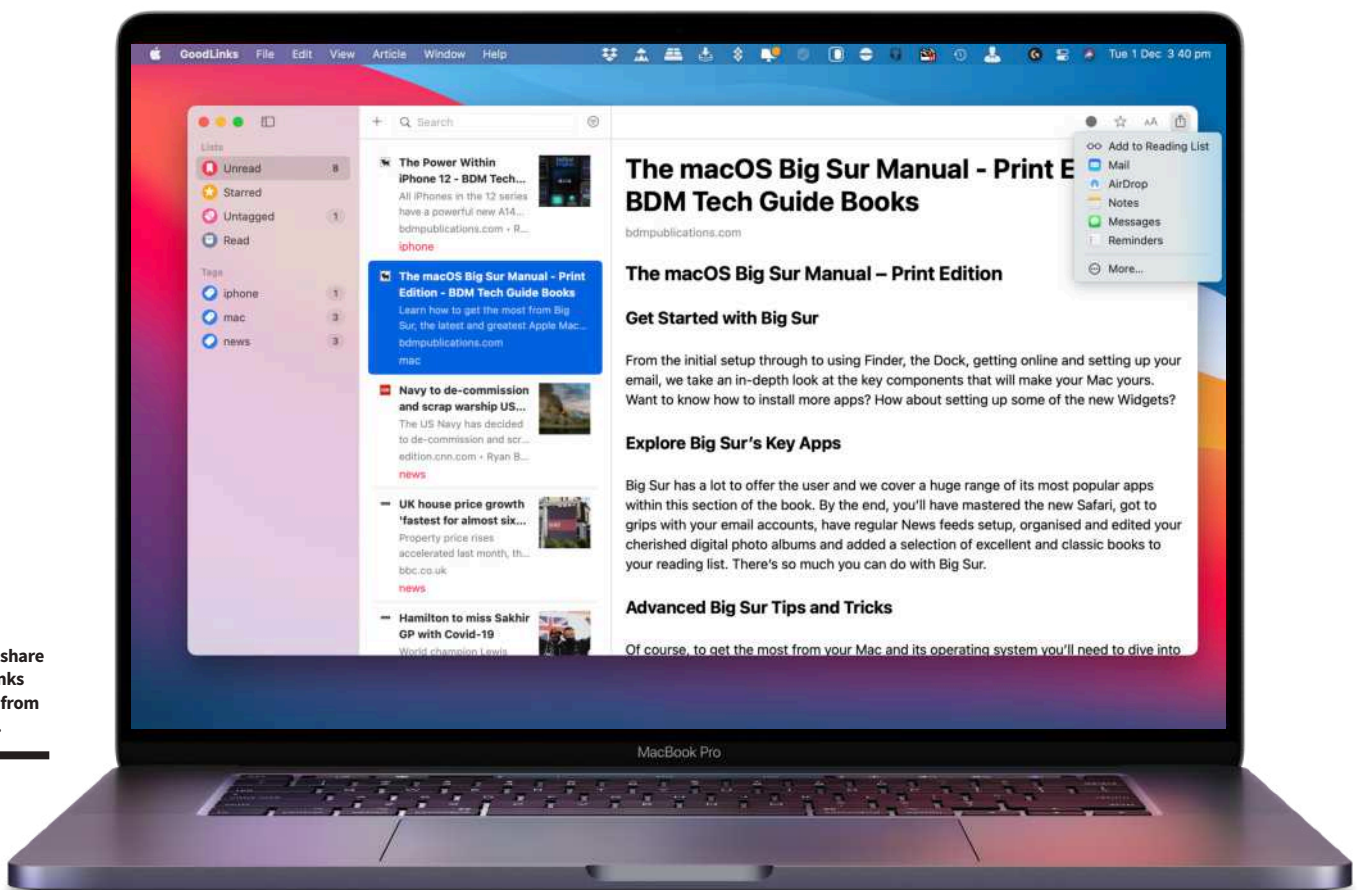 GoodLinks File Edit View Article Window Help Tue 1 Dec 3 40 pm
Search
Lists
Unread 8
Starred
Untagged 1
Read
Tags
iphone 1
mac 3
news 3
The Power Within
iPhone 12 - BDM Tech...
All iPhones in the 12 series
have a powerful new A14...
bdmpublications.com • R...
iphone
The macOS Big Sur Manual - Print
Edition - BDM Tech Guide Books
Learn how to get the most from Big
Sur, the latest and greatest Apple Mac...
bdmpublications.com
mac
Navy to de-commission
and scrap warship US...
The US Navy has decided
to de-commission and scr...
edition.cnn.com • Ryan B...
news
UK house price growth
'fastest for almost six...
Property price rises
accelerated last month, th...
bbc.co.uk
news
Hamilton to miss Sakhir
GP with Covid-19
World champion Lewis
AA
The macOS Big Sur Manual - Print E
BDM Tech Guide Books
bdmpublications.com
The macOS Big Sur Manual – Print Edition
Get Started with Big Sur
From the initial setup through to using Finder, the Dock, getting online and setting up your
email, we take an in-depth look at the key components that will make your Mac yours.
Want to know how to install more apps? How about setting up some of the new Widgets?
Explore Big Sur's Key Apps
Big Sur has a lot to offer the user and we cover a huge range of its most popular apps
within this section of the book. By the end, you'll have mastered the new Safari, got to
grips with your email accounts, have regular News feeds setup, organised and edited your
cherished digital photo albums and added a selection of excellent and classic books to
your reading list. There's so much you can do with Big Sur.
Advanced Big Sur Tips and Tricks
Of course, to get the most from your Mac and its operating system you'll need to dive into
Add to Reading List
Mail
AirDrop
Notes
Messages
Reminders
More...
share
nks
from
MacBook Pro